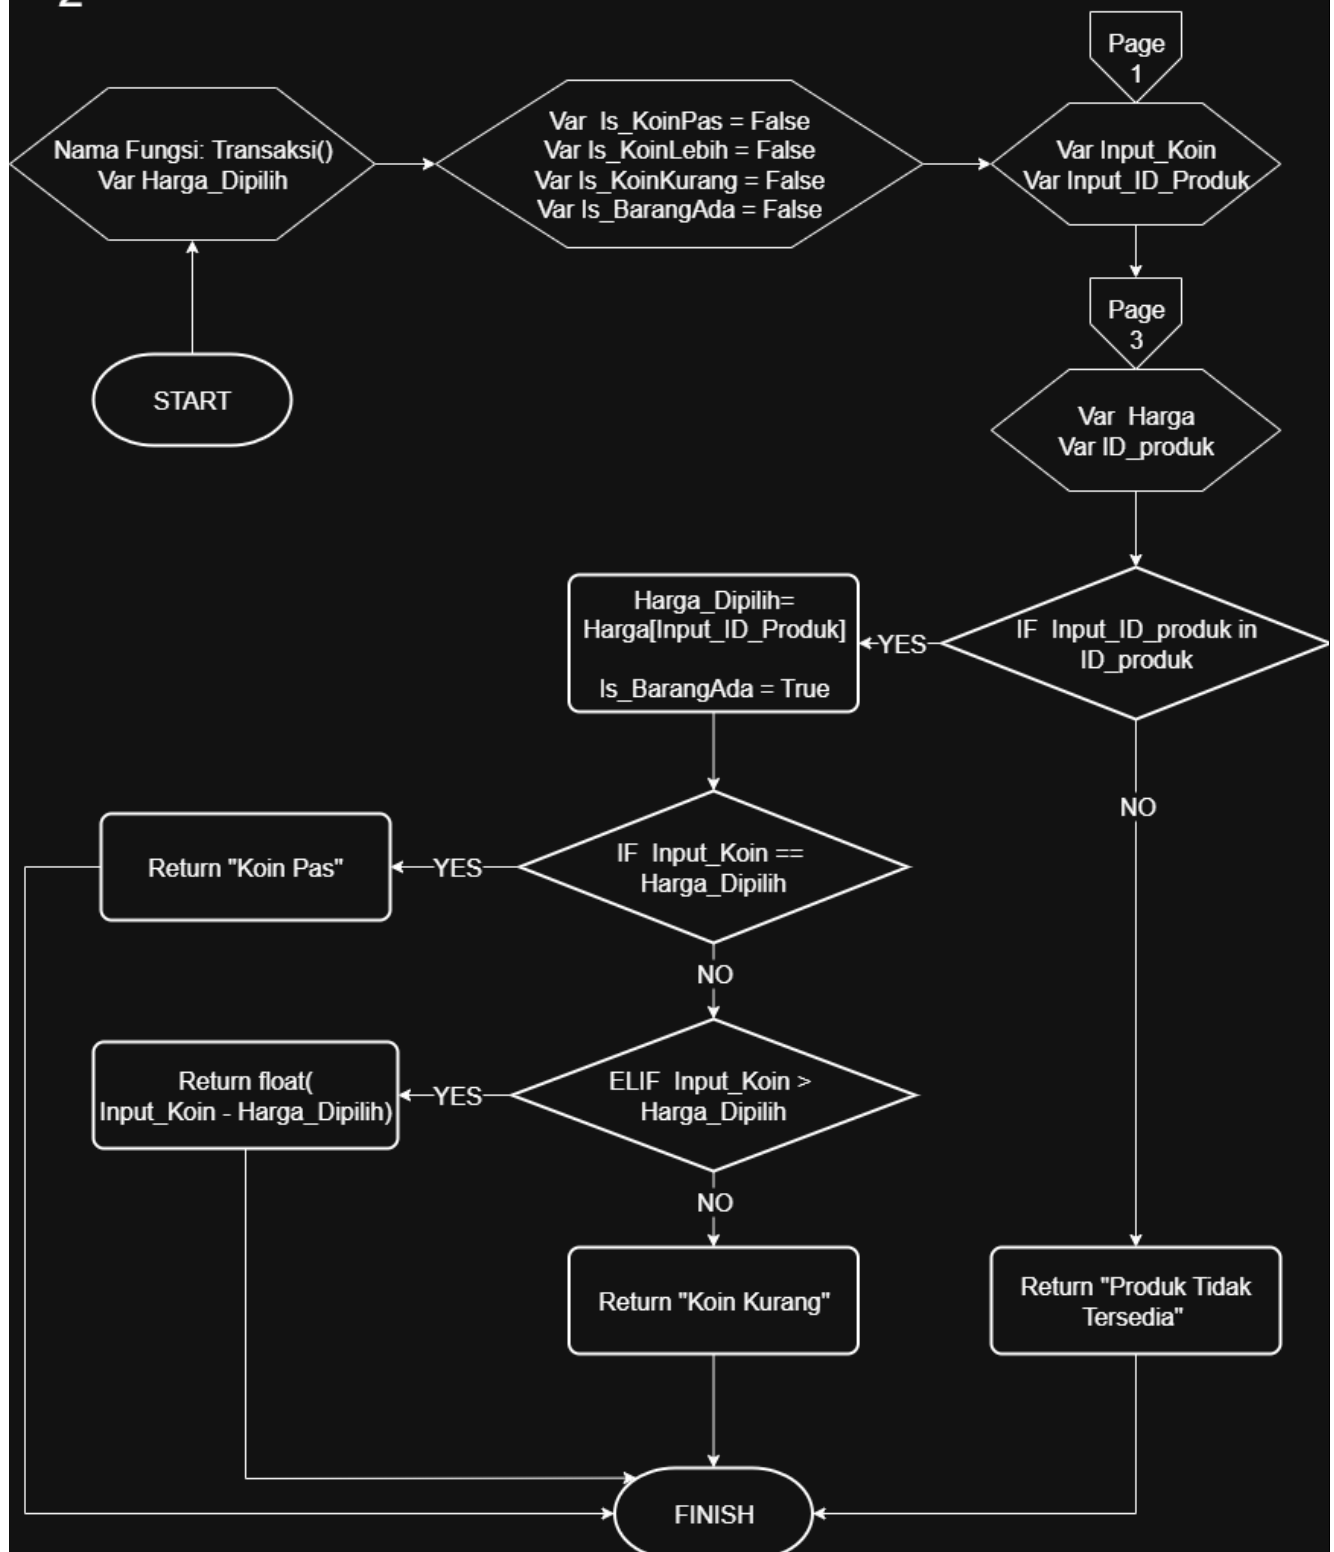 2
Page
1
Nama Fungsi: Transaksi()
Var Harga_Dipilih
Var Is_KoinPas = False
Var Is_KoinLebih = False
Var Is_KoinKurang = False
Var Is_BarangAda = False
Var Input_Koin
Var Input_ID_Produk
Page
3
START
Var Harga
Var ID_produk
IF Input_ID_produk in
ID_produk
YES
Harga_Dipilih=
Harga[Input_ID_Produk]
Is_BarangAda = True
NO
IF Input_Koin ==
Harga_Dipilih
YES
Return "Koin Pas"
NO
ELIF Input_Koin >
Harga_Dipilih
YES
Return float(
Input_Koin - Harga_Dipilih)
NO
Return "Koin Kurang"
Return "Produk Tidak
Tersedia"
FINISH